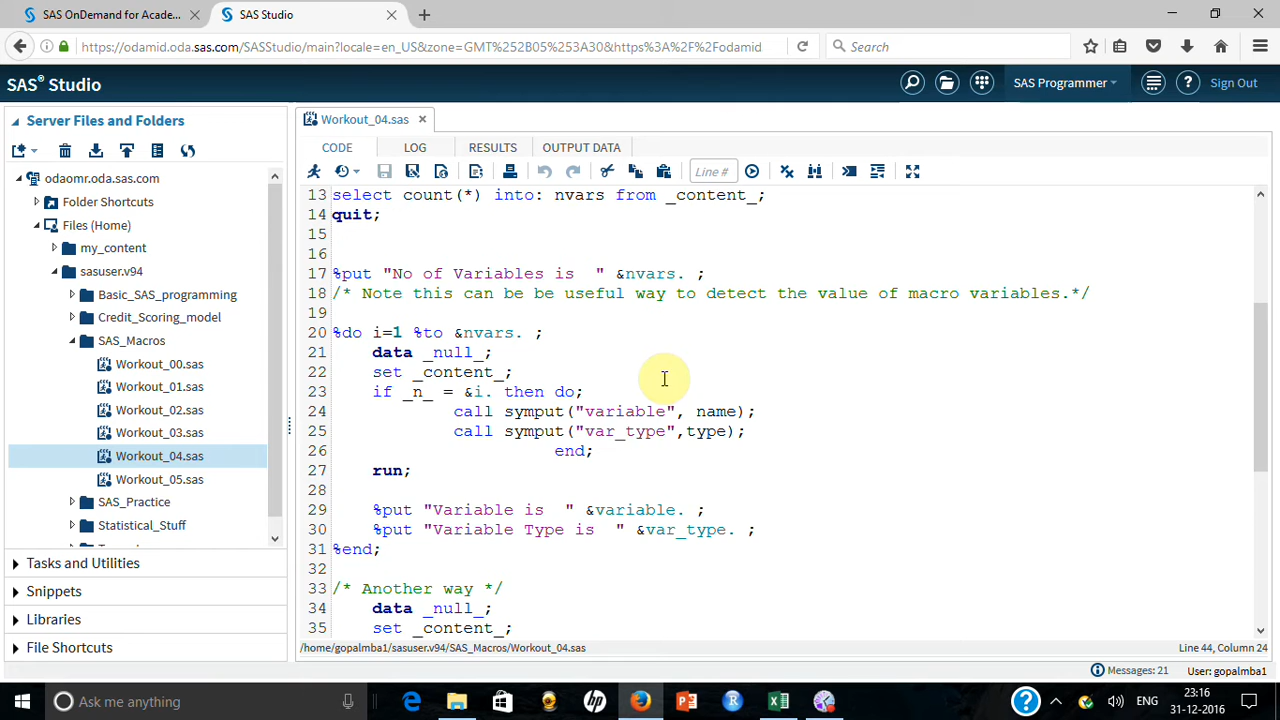 SAS OnDemand for Acade...
SAS Studio
https://odamid.oda.sas.com/SASStudio/main?locale=en_US&zone=GMT%252B05%253A30&https%3A%2F%2Fodamid
Search
SAS® Studio
SAS Programmer
Sign Out
Server Files and Folders
odaomr.oda.sas.com
Folder Shortcuts
Files (Home)
my_content
sasuser.v94
Basic_SAS_programming
Credit_Scoring_model
SAS_Macros
Workout_00.sas
Workout_01.sas
Workout_02.sas
Workout_03.sas
Workout_04.sas
Workout_05.sas
SAS_Practice
Statistical_Stuff
Tasks and Utilities
Snippets
Libraries
File Shortcuts
Workout_04.sas
CODE LOG RESULTS OUTPUT DATA
Line #
13 select count(*) into: nvars from _content_;
14 quit;
15
16
17 %put "No of Variables is  " &nvars. ;
18 /* Note this can be be useful way to detect the value of macro variables.*/
19
20 %do i=1 %to &nvars. ;
21     data _null_;
22     set _content_;
23     if _n_ = &i. then do;
24             call symput("variable", name);
25             call symput("var_type",type);
26                       end;
27     run;
28
29     %put "Variable is  " &variable. ;
30     %put "Variable Type is  " &var_type. ;
31 %end;
32
33 /* Another way */
34     data _null_;
35     set _content_;
/home/gopalmba1/sasuser.v94/SAS_Macros/Workout_04.sas
Line 44, Column 24
Messages: 21
User: gopalmba1
Ask me anything
ENG
23:16
31-12-2016